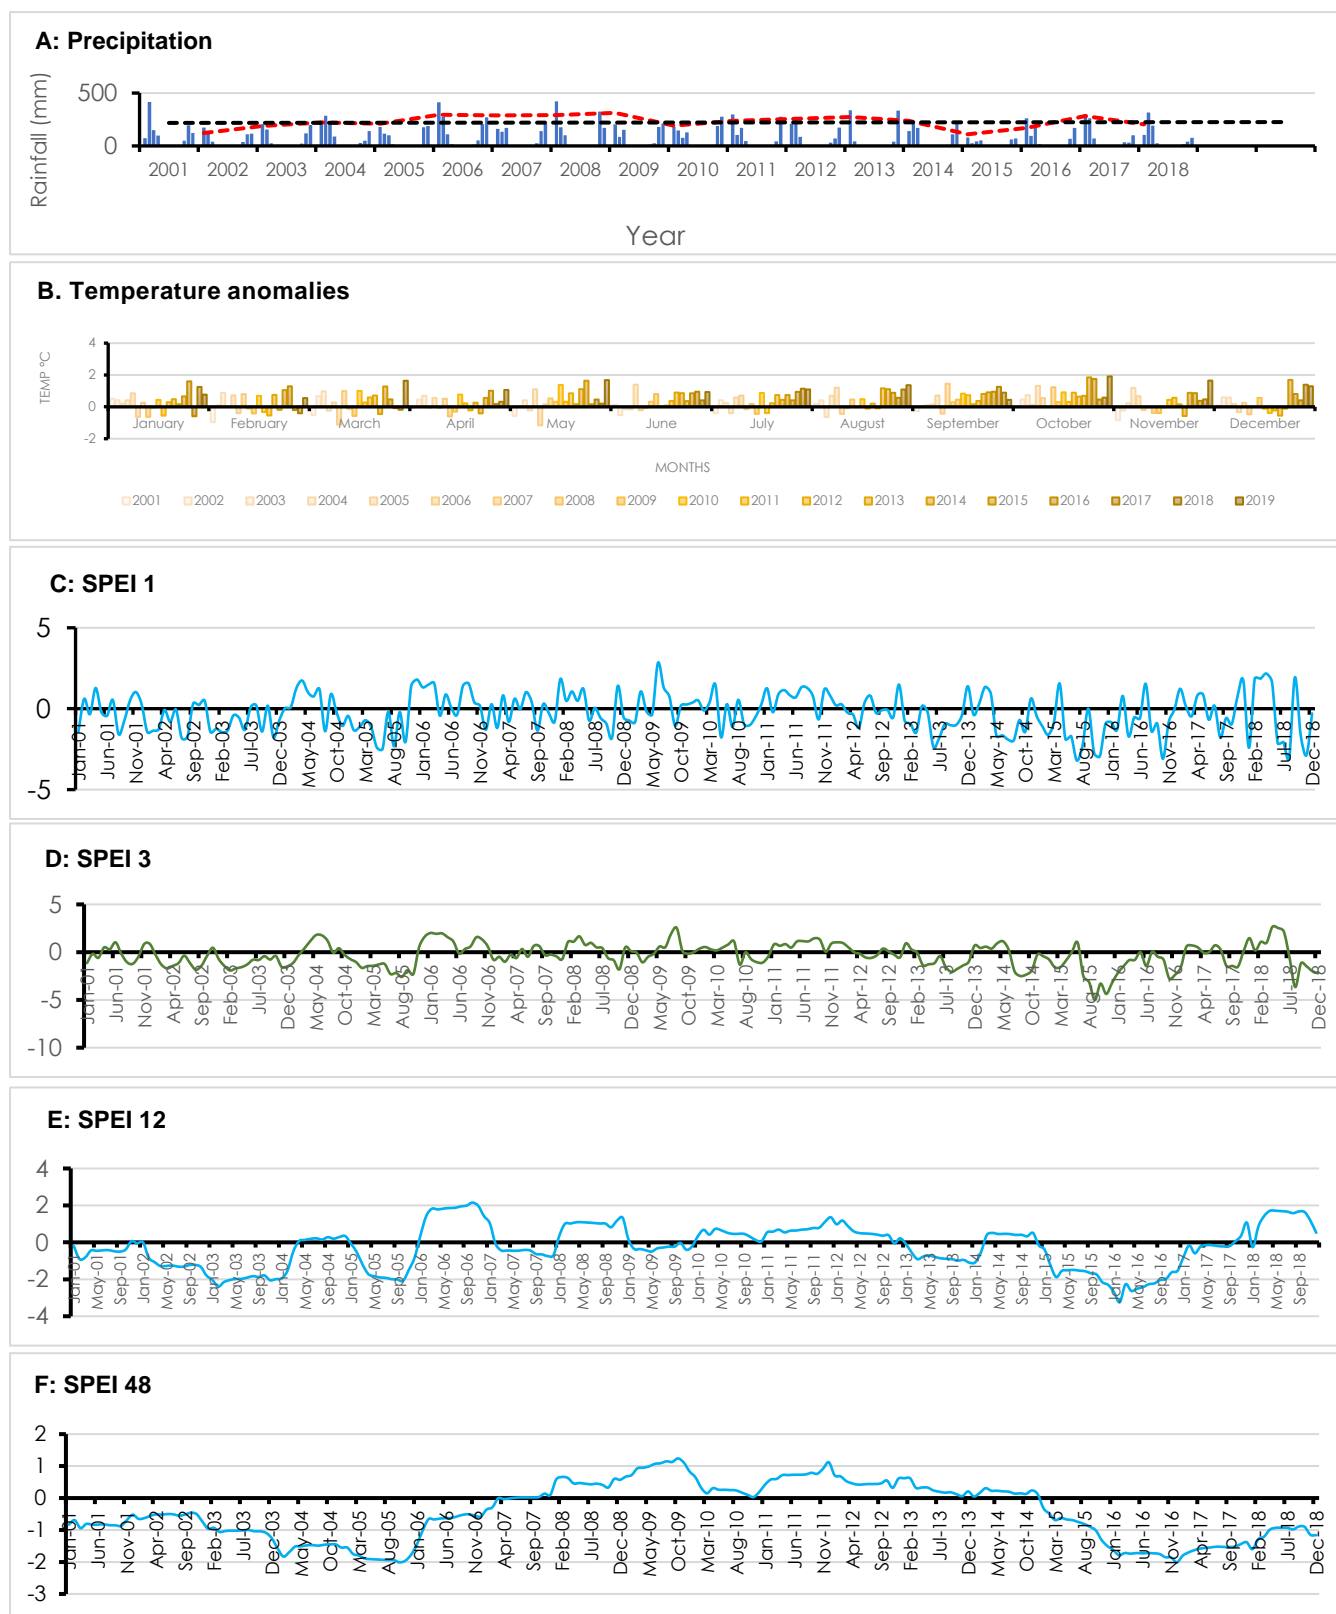 A: Precipitation
Rainfall (mm)
500
0
2001 2002 2003 2004 2005 2006 2007 2008 2009 2010 2011 2012 2013 2014 2015 2016 2017 2018
Year
B. Temperature anomalies
TEMP °C
4
2
0
-2
January February March April May June July August September October November December
MONTHS
2001 2002 2003 2004 2005 2006 2007 2008 2009 2010 2011 2012 2013 2014 2015 2016 2017 2018 2019
C: SPEI 1
5
0
-5
Jan-01 Jun-01 Nov-01 Apr-02 Sep-02 Feb-03 Jul-03 Dec-03 May-04 Oct-04 Mar-05 Aug-05 Jan-06 Jun-06 Nov-06 Apr-07 Sep-07 Feb-08 Jul-08 Dec-08 May-09 Oct-09 Mar-10 Aug-10 Jan-11 Jun-11 Nov-11 Apr-12 Sep-12 Feb-13 Jul-13 Dec-13 May-14 Oct-14 Mar-15 Aug-15 Jan-16 Jun-16 Nov-16 Apr-17 Sep-17 Feb-18 Jul-18 Dec-18
D: SPEI 3
5
0
-5
-10
Jan-01 Jun-01 Nov-01 Apr-02 Sep-02 Feb-03 Jul-03 Dec-03 May-04 Oct-04 Mar-05 Aug-05 Jan-06 Jun-06 Nov-06 Apr-07 Sep-07 Feb-08 Jul-08 Dec-08 May-09 Oct-09 Mar-10 Aug-10 Jan-11 Jun-11 Nov-11 Apr-12 Sep-12 Feb-13 Jul-13 Dec-13 May-14 Oct-14 Mar-15 Aug-15 Jan-16 Jun-16 Nov-16 Apr-17 Sep-17 Feb-18 Jul-18 Dec-18
E: SPEI 12
4
2
0
-2
-4
Jan-01 May-01 Sep-01 Jan-02 May-02 Sep-02 Jan-03 May-03 Sep-03 Jan-04 May-04 Sep-04 Jan-05 May-05 Sep-05 Jan-06 May-06 Sep-06 Jan-07 May-07 Sep-07 Jan-08 May-08 Sep-08 Jan-09 May-09 Sep-09 Jan-10 May-10 Sep-10 Jan-11 May-11 Sep-11 Jan-12 May-12 Sep-12 Jan-13 May-13 Sep-13 Jan-14 May-14 Sep-14 Jan-15 May-15 Sep-15 Jan-16 May-16 Sep-16 Jan-17 May-17 Sep-17 Jan-18 May-18 Sep-18
F: SPEI 48
2
1
0
-1
-2
-3
Jan-01 Jun-01 Nov-01 Apr-02 Sep-02 Feb-03 Jul-03 Dec-03 May-04 Oct-04 Mar-05 Aug-05 Jan-06 Jun-06 Nov-06 Apr-07 Sep-07 Feb-08 Jul-08 Dec-08 May-09 Oct-09 Mar-10 Aug-10 Jan-11 Jun-11 Nov-11 Apr-12 Sep-12 Feb-13 Jul-13 Dec-13 May-14 Oct-14 Mar-15 Aug-15 Jan-16 Jun-16 Nov-16 Apr-17 Sep-17 Feb-18 Jul-18 Dec-18